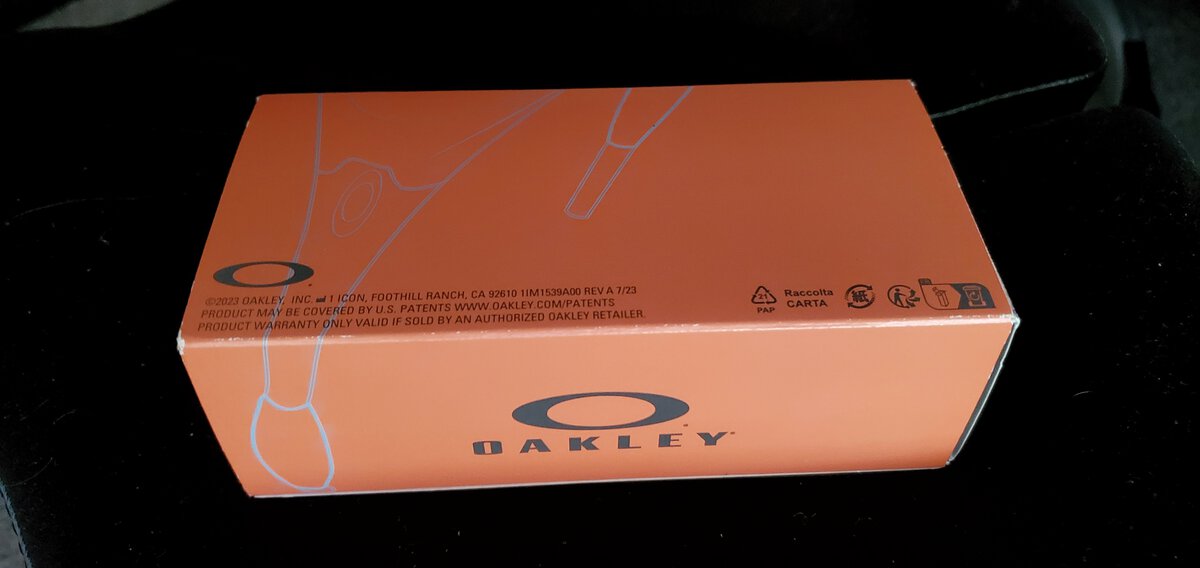 ©2023 OAKLEY, INC. 1 ICON, FOOTHILL RANCH, CA 92610 1IM1539A00 REV A 7/23
PRODUCT MAY BE COVERED BY U.S. PATENTS WWW.OAKLEY.COM/PATENTS
PRODUCT WARRANTY ONLY VALID IF SOLD BY AN AUTHORIZED OAKLEY RETAILER.
21
PAP
Raccolta
CARTA
紙
OAKLEY